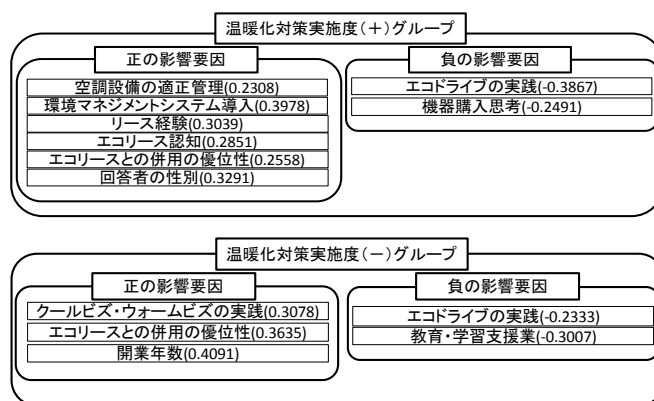 温暖化対策実施度(+)グループ
正の影響要因
空調設備の適正管理(0.2308)
環境マネジメントシステム導入(0.3978)
リース経験(0.3039)
エコリース認知(0.2851)
エコリースとの併用の優位性(0.2558)
回答者の性別(0.3291)
負の影響要因
エコドライブの実践(-0.3867)
機器購入思考(-0.2491)
温暖化対策実施度(-)グループ
正の影響要因
クールビズ・ウォームビズの実践(0.3078)
エコリースとの併用の優位性(0.3635)
開業年数(0.4091)
負の影響要因
エコドライブの実践(-0.2333)
教育・学習支援業(-0.3007)